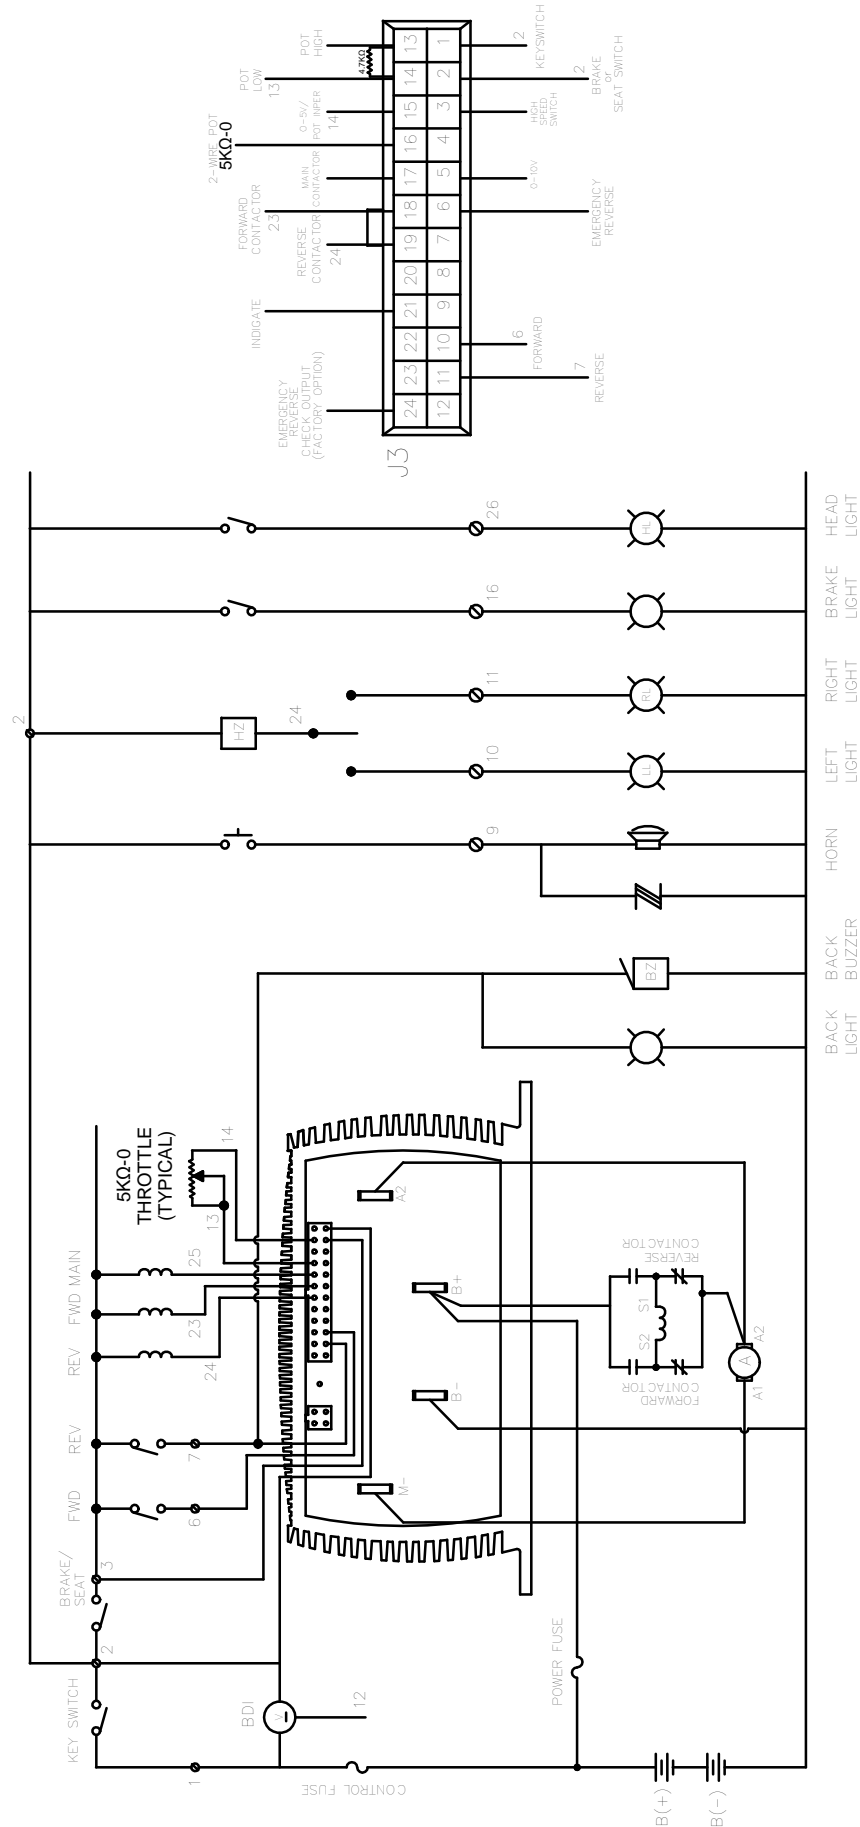 POT
HIGH
POT
LOW
13
4.7KΩ
0-5V/
POT INPER
14
2-WIRE POT
5KΩ-0
MAIN
CONTACTOR
FORWARD
CONTACTOR
23
REVERSE
CONTACTOR
24
INDIGATE
EMERGENCY
REVERSE
CHECK OUTPUT
(FACTORY OPTION)
13 1
14 2
15 3
16 4
17 5
18 6
19 7
20 8
21 9
22 10
23 11
24 12
J3
2
KEYSWITCH
2
BRAKE
or
SEAT SWITCH
HIGH
SPEED
SWITCH
0-10V
EMERGENCY
REVERSE
6
FORWARD
7
REVERSE
26
HL
HEAD
LIGHT
16
BRAKE
LIGHT
11
RL
RIGHT
LIGHT
2
HZ
24
10
LL
LEFT
LIGHT
9
HORN
BZ
BACK
BUZZER
BACK
LIGHT
5KΩ-0
THROTTLE
(TYPICAL)
14
13
MAIN
25
FWD
23
REV
24
REV
7
FWD
6
BRAKE/
SEAT
3
2
KEY SWITCH
1
BDI
V
12
CONTROL FUSE
POWER FUSE
A2
B+
B-
M-
REVERSE
CONTACTOR
S1
S2
FORWARD
CONTACTOR
A
A2
A1
B(+)
B(-)